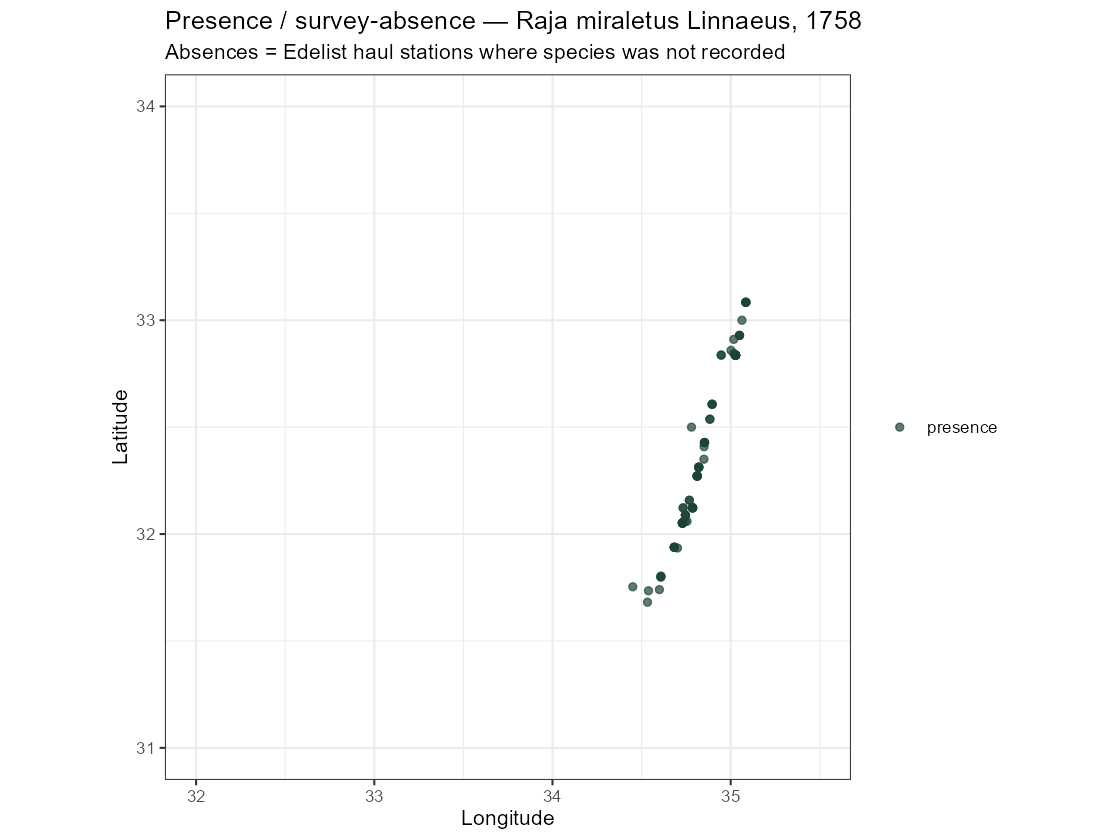 Presence / survey-absence — Raja miraletus Linnaeus, 1758
Absences = Edelist haul stations where species was not recorded
34
33
32
31
Latitude
32
33
34
35
Longitude
presence